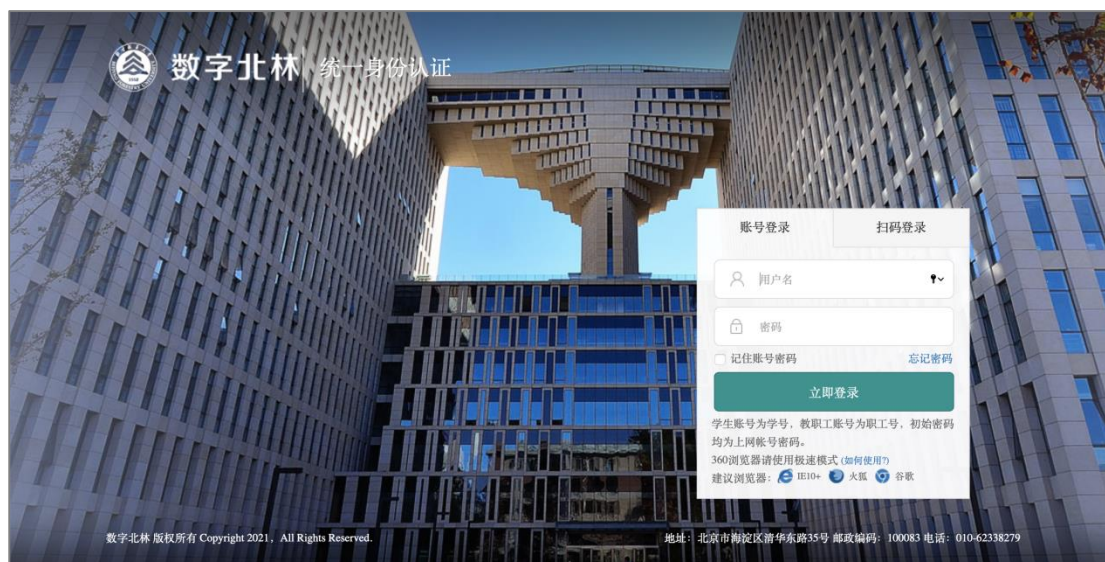 数字北林 统一身份认证
账号登录 扫码登录
用户名
密码
记住账号密码 忘记密码
立即登录
学生账号为学号，教职工账号为职工号，初始密码
均为上网帐号密码。
360浏览器请使用极速模式 (如何使用?)
建议浏览器： IE10+ 火狐 谷歌
数字北林 版权所有 Copyright 2021，All Rights Reserved. 地址：北京市海淀区清华东路35号 邮政编码：100083 电话：010-62338279